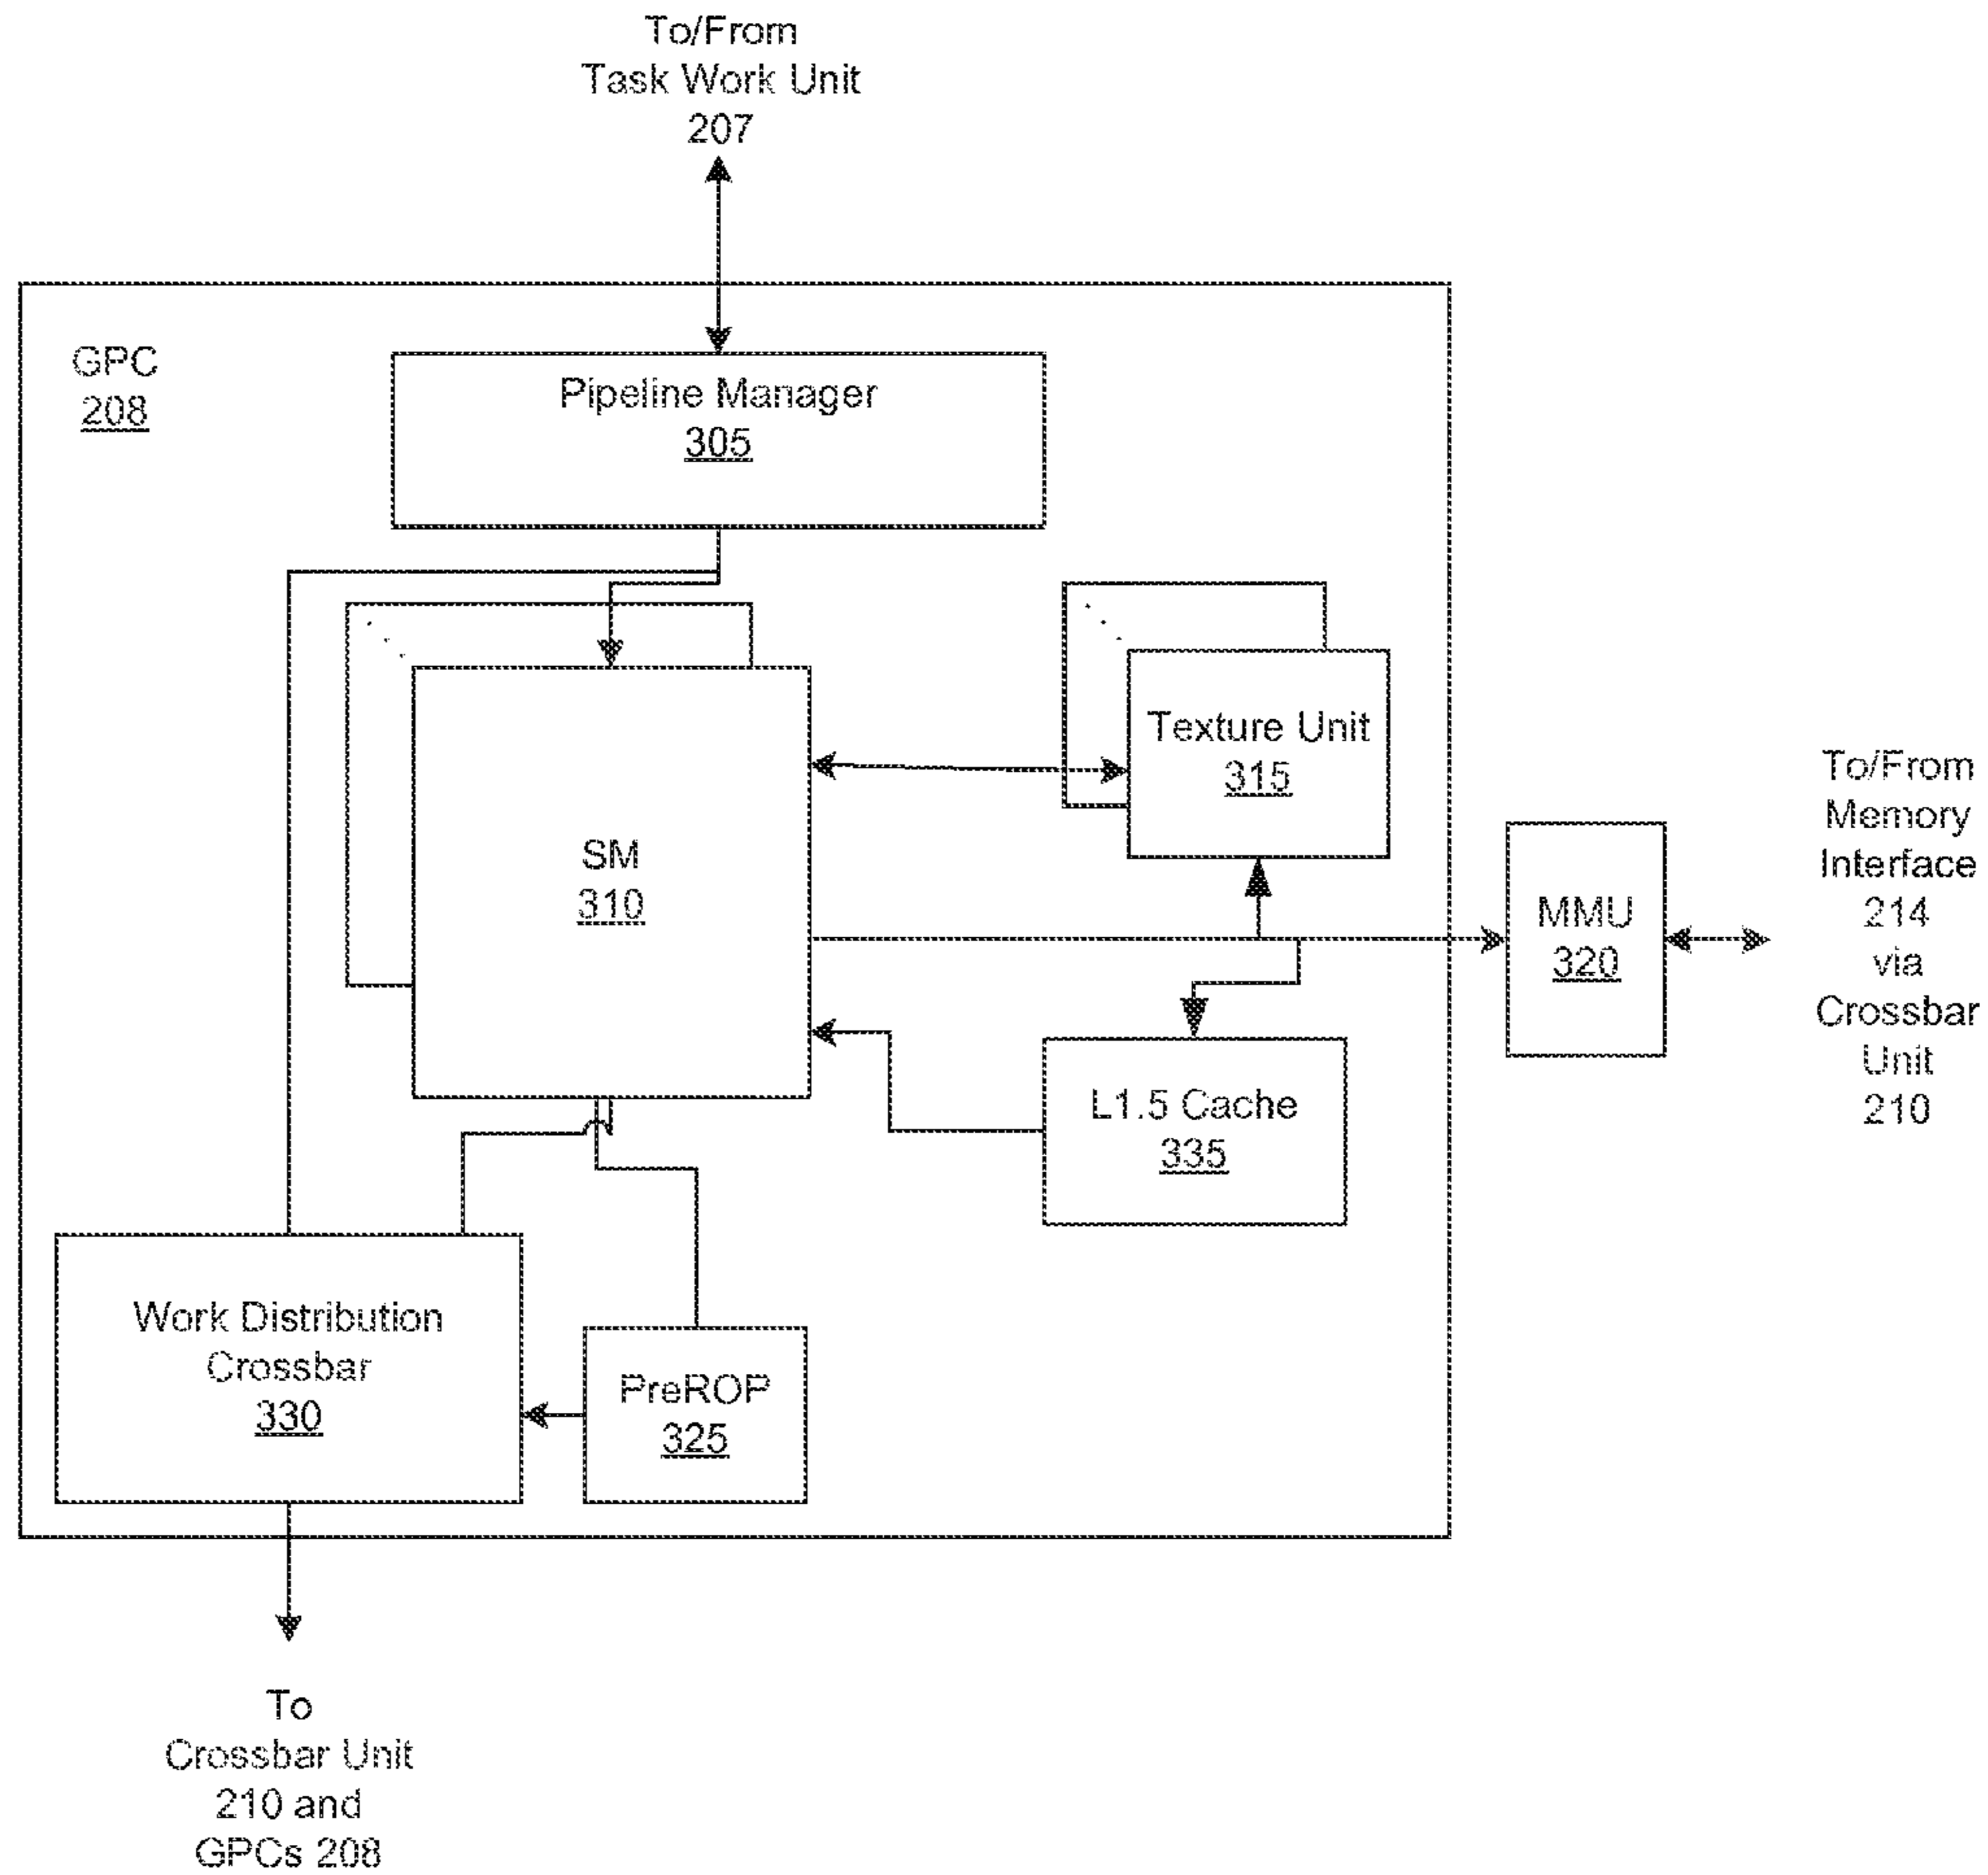 To/From
Task Work Unit
207
GPC
208
Pipeline Manager
305
Texture Unit
315
SM
310
MMU
320
To/From
Memory
Interface
214
via
Crossbar
Unit
210
L1.5 Cache
335
Work Distribution
Crossbar
330
PreROP
325
To
Crossbar Unit
210 and
GPCs 208